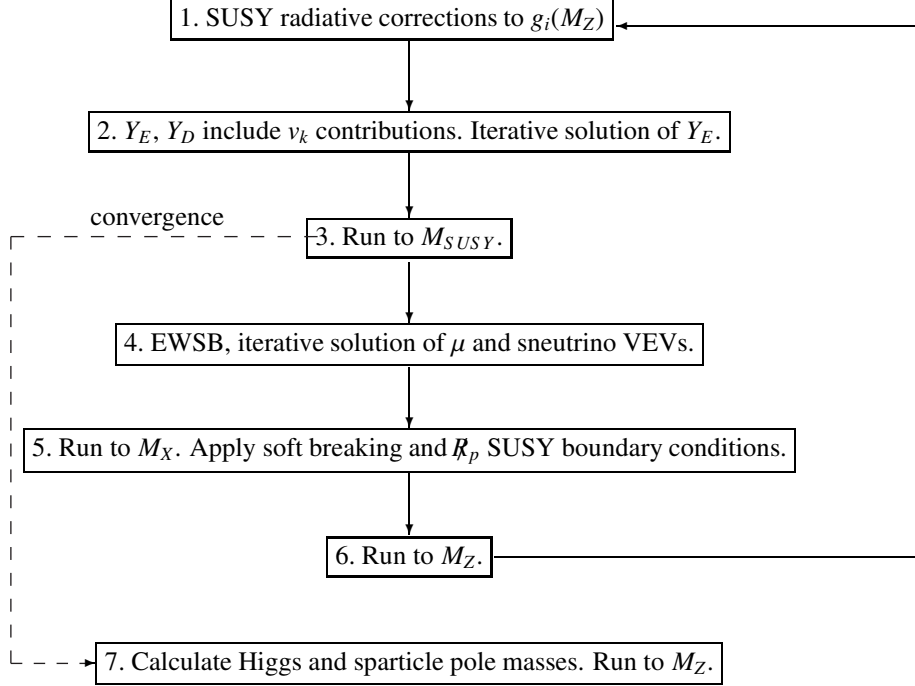 1. SUSY radiative corrections to g_i(M_Z)
2. Y_E, Y_D include v_k contributions. Iterative solution of Y_E.
convergence
3. Run to M_{SUSY}.
4. EWSB, iterative solution of μ and sneutrino VEVs.
5. Run to M_X. Apply soft breaking and R̸_p SUSY boundary conditions.
6. Run to M_Z.
7. Calculate Higgs and sparticle pole masses. Run to M_Z.